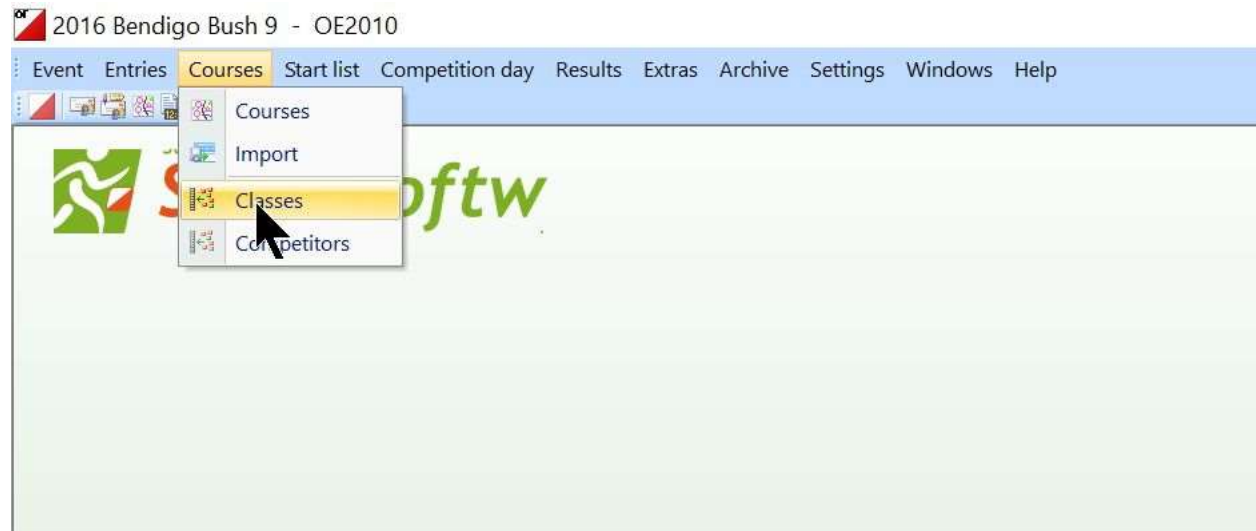 2016 Bendigo Bush 9 - OE2010
Event Entries Courses Start list Competition day Results Extras Archive Settings Windows Help
Courses
Import
Classes
Competitors